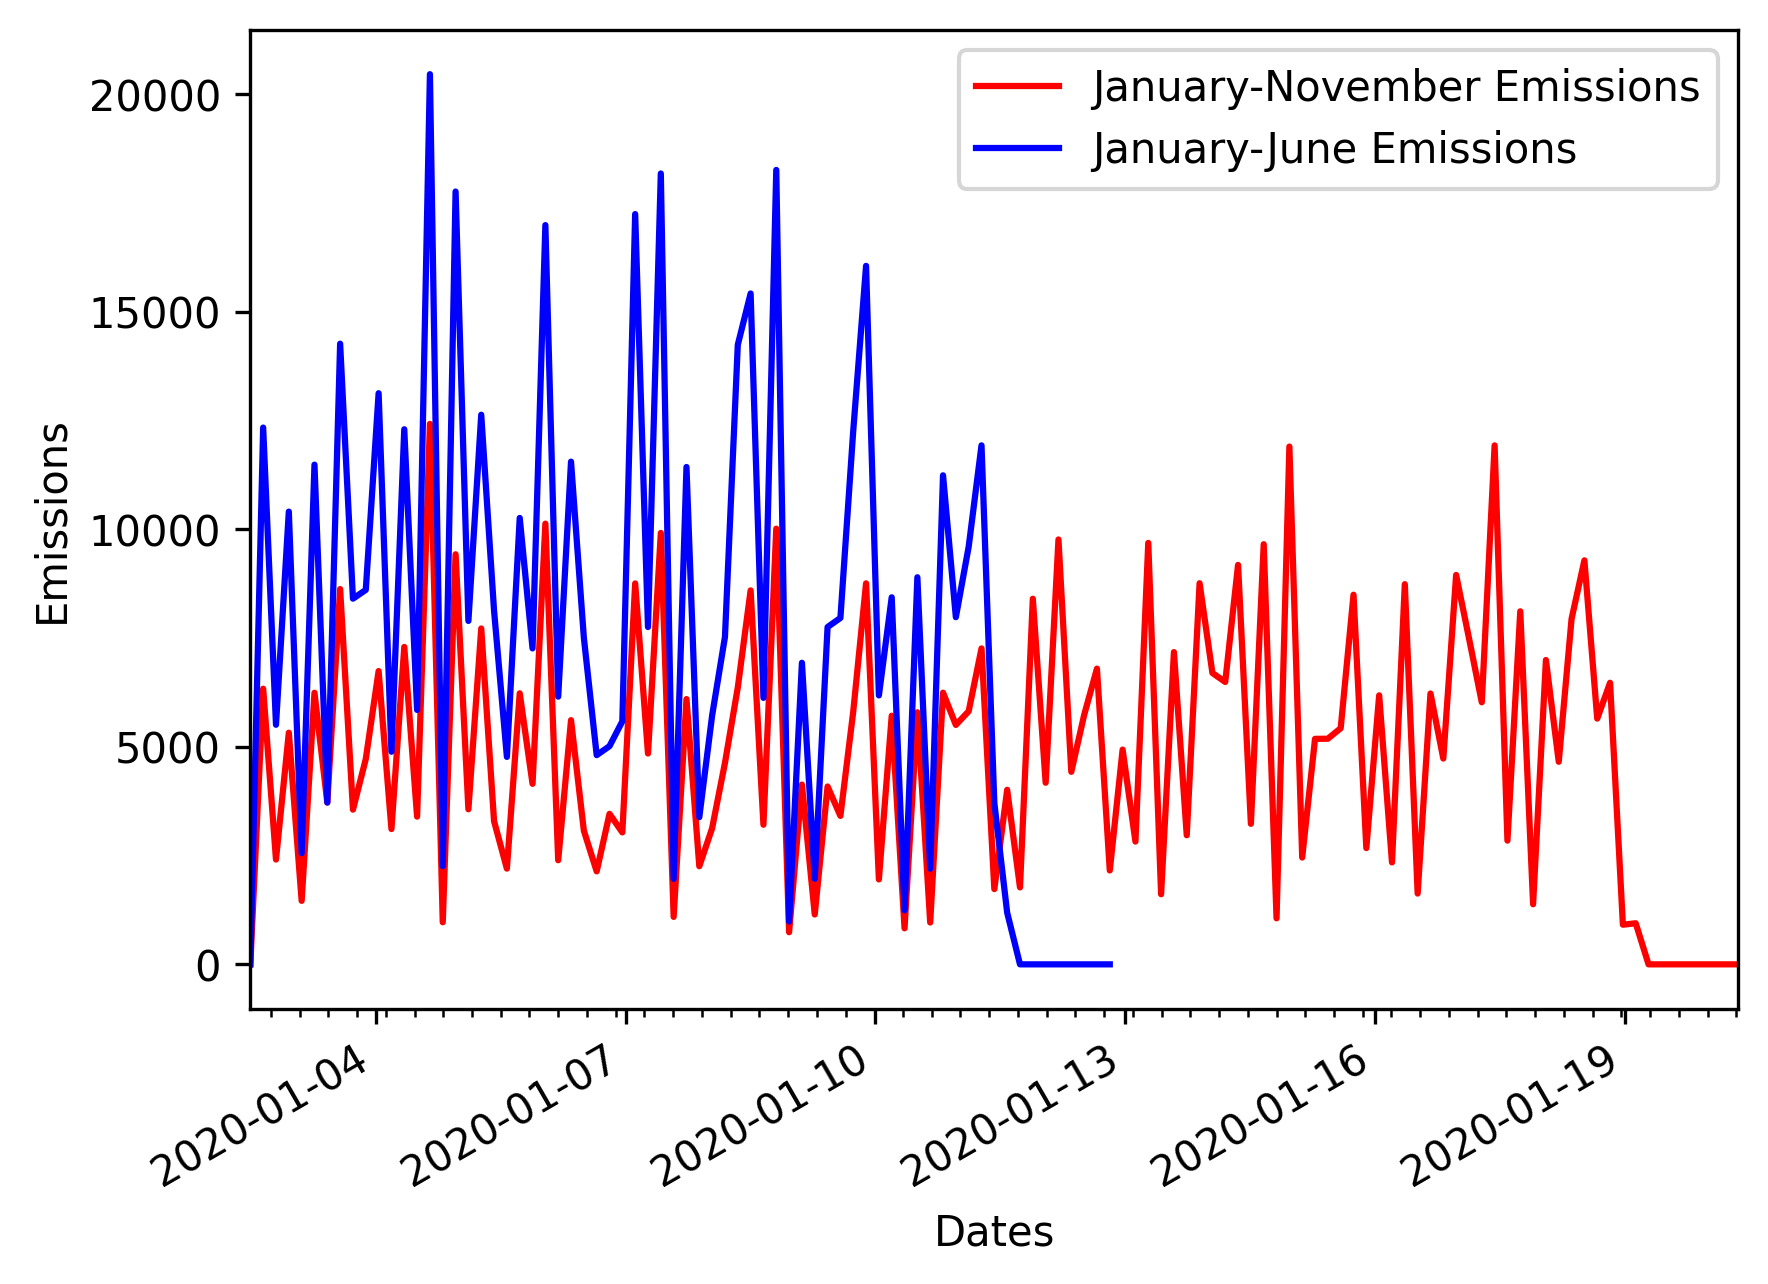 January-November Emissions
January-June Emissions
20000
15000
10000
5000
0
Emissions
2020-01-04
2020-01-07
2020-01-10
2020-01-13
2020-01-16
2020-01-19
Dates